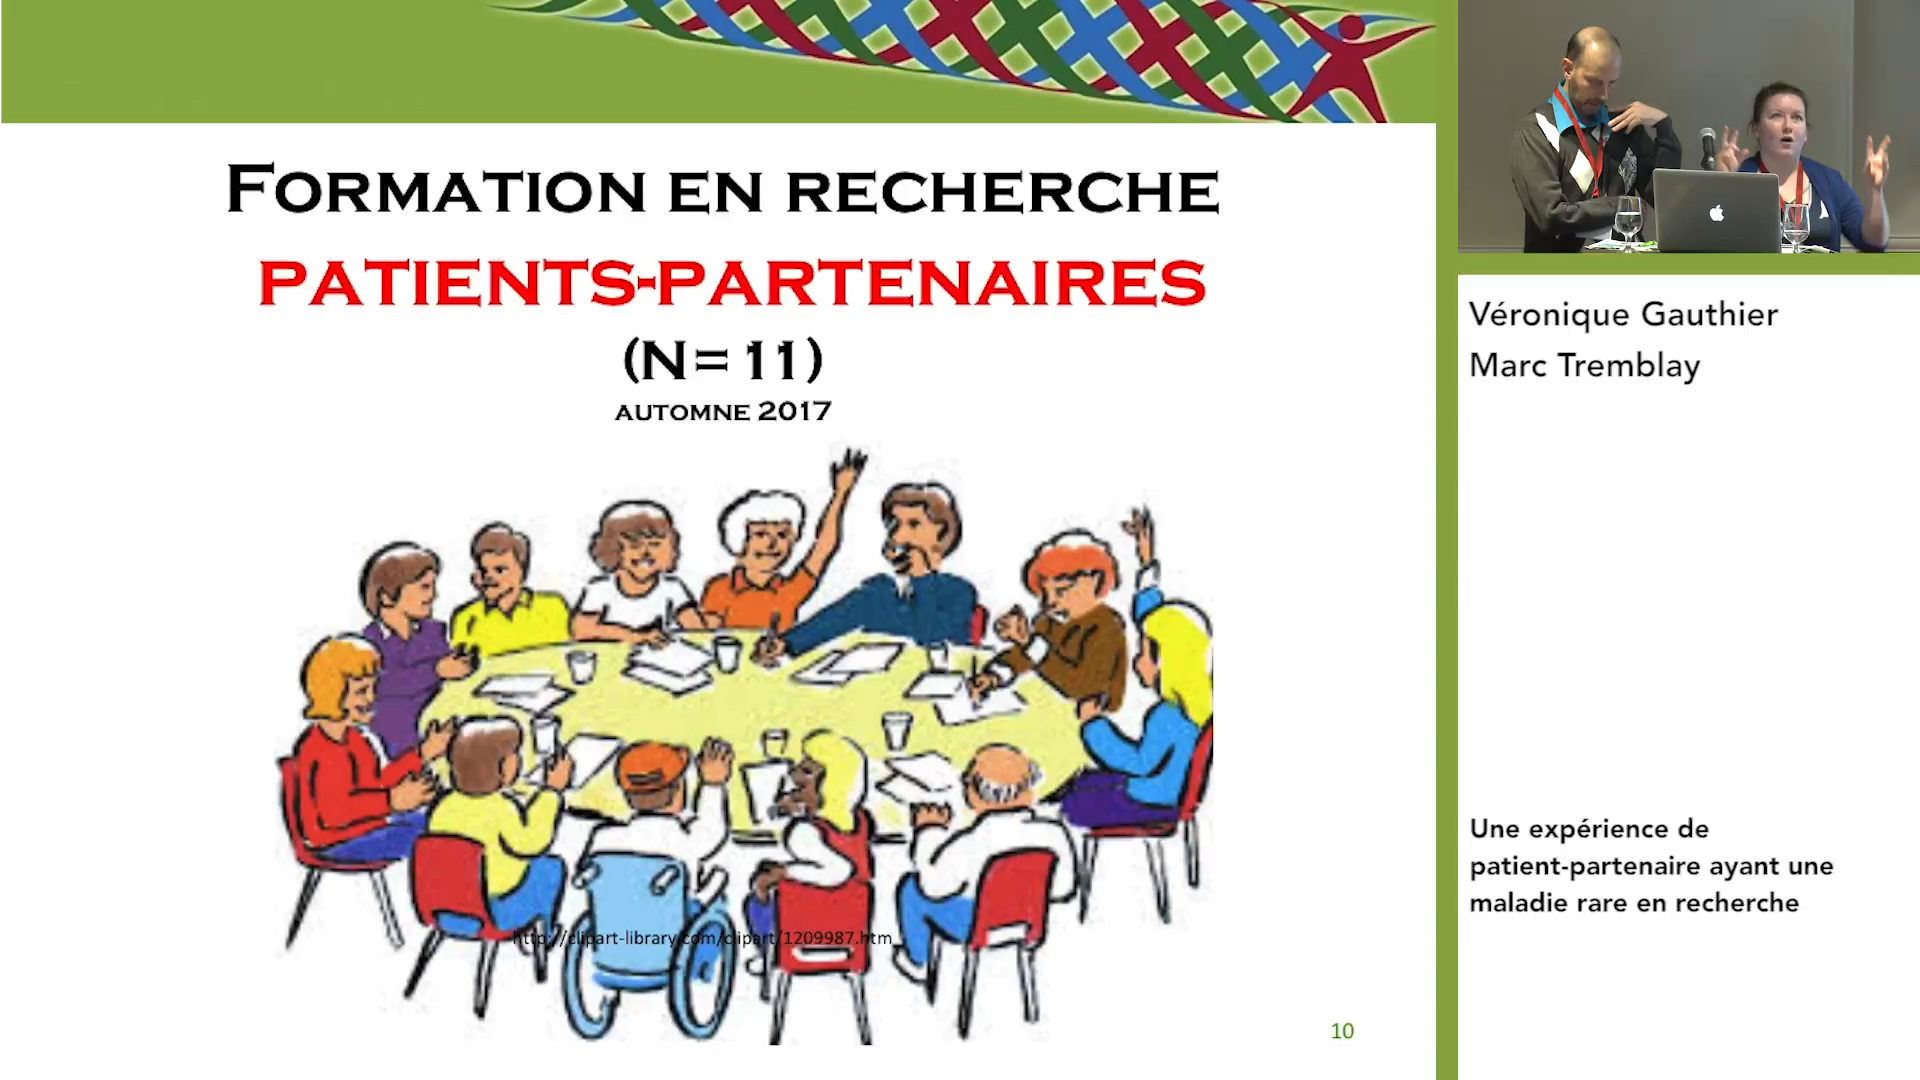 Formation en recherche
patients-partenaires
(N= 11)
automne 2017
http://clipart-library.com/clipart/1209987.htm
10
Véronique Gauthier
Marc Tremblay
Une expérience de
patient-partenaire ayant une
maladie rare en recherche